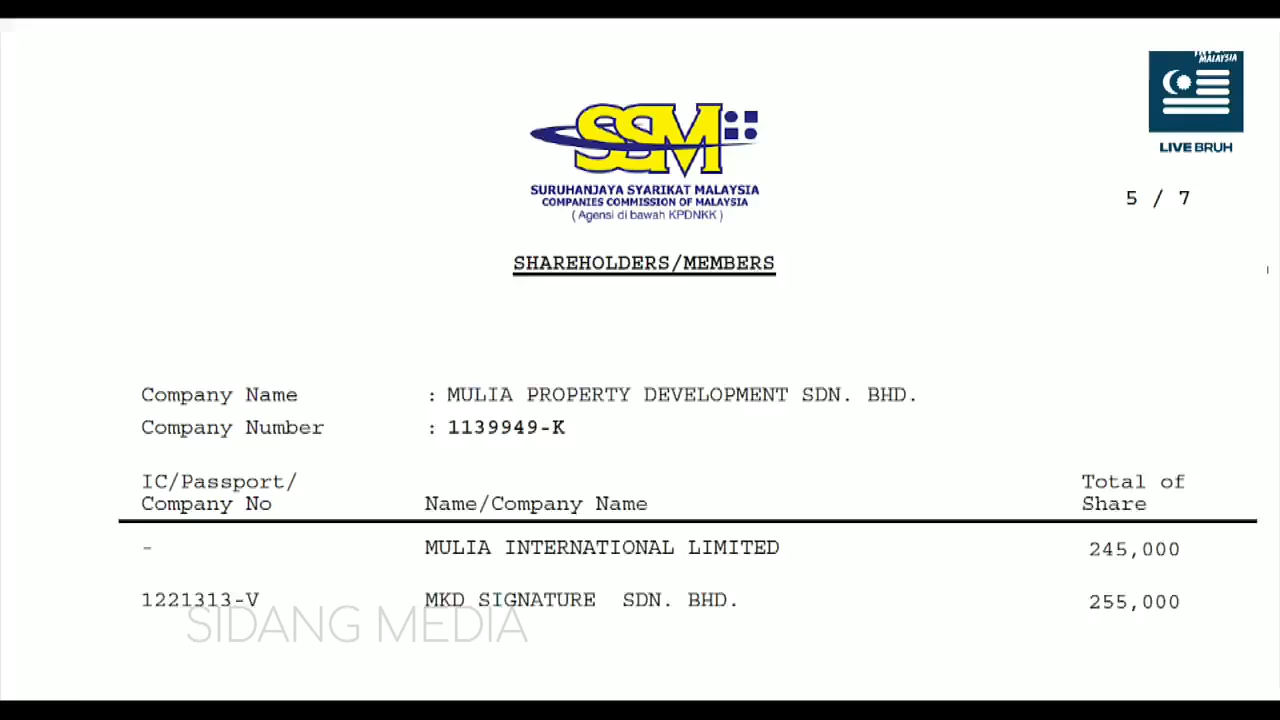 MALAYSIA
LIVE BRUH
SSM
SURUHANJAYA SYARIKAT MALAYSIA
COMPANIES COMMISSION OF MALAYSIA
( Agensi di bawah KPDNKK )
5 / 7
SHAREHOLDERS/MEMBERS
Company Name : MULIA PROPERTY DEVELOPMENT SDN. BHD.
Company Number : 1139949-K
IC/Passport/ Total of
Company No Name/Company Name Share
- MULIA INTERNATIONAL LIMITED 245,000
1221313-V MKD SIGNATURE SDN. BHD. 255,000
SIDANG MEDIA